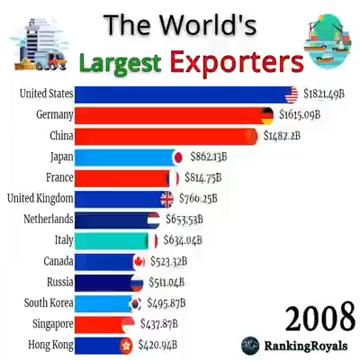 The World's
Largest Exporters
United States $1821.49B
Germany $1615.09B
China $1482.2B
Japan $862.13B
France $814.75B
United Kingdom $766.25B
Netherlands $653.53B
Italy $634.04B
Canada $523.32B
Russia $511.04B
South Korea $495.87B
Singapore $437.87B
Hong Kong $420.94B
2008
RankingRoyals